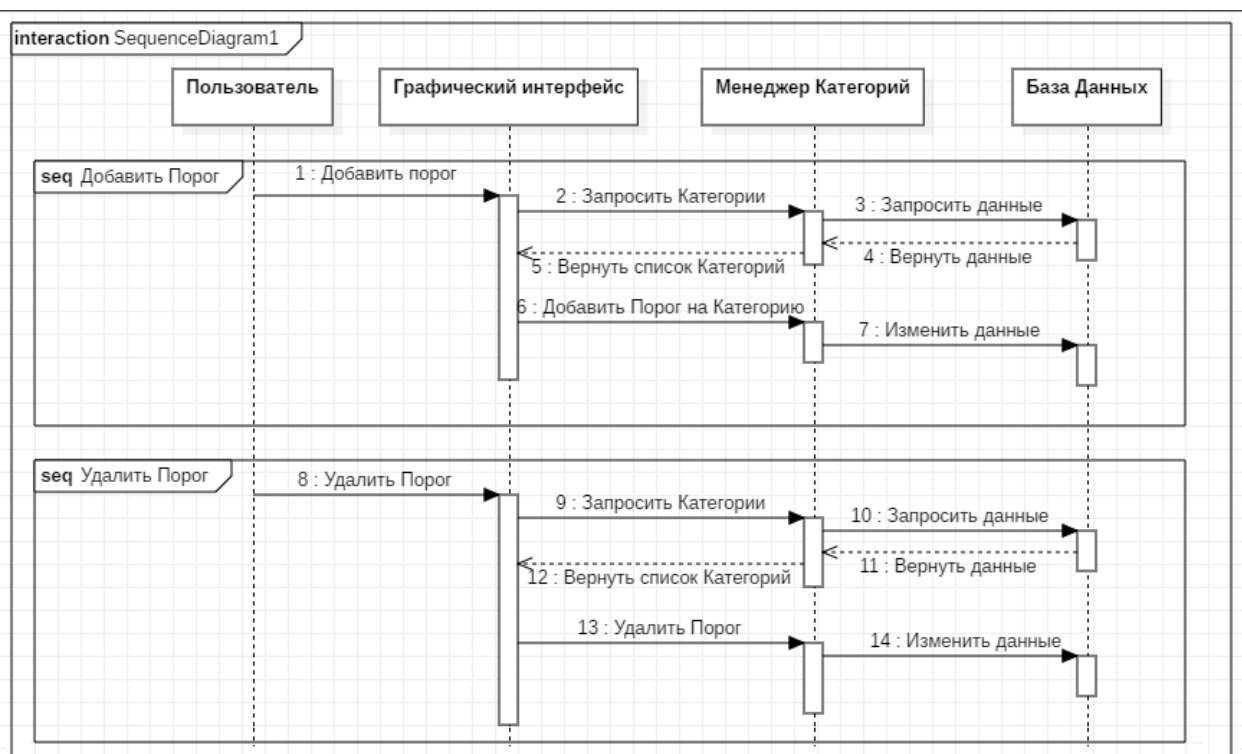 interaction SequenceDiagram1
Пользователь
Графический интерфейс
Менеджер Категорий
База Данных
seq Добавить Порог
1 : Добавить порог
2 : Запросить Категории
3 : Запросить данные
4 : Вернуть данные
5 : Вернуть список Категорий
6 : Добавить Порог на Категорию
7 : Изменить данные
seq Удалить Порог
8 : Удалить Порог
9 : Запросить Категории
10 : Запросить данные
11 : Вернуть данные
12 : Вернуть список Категорий
13 : Удалить Порог
14 : Изменить данные